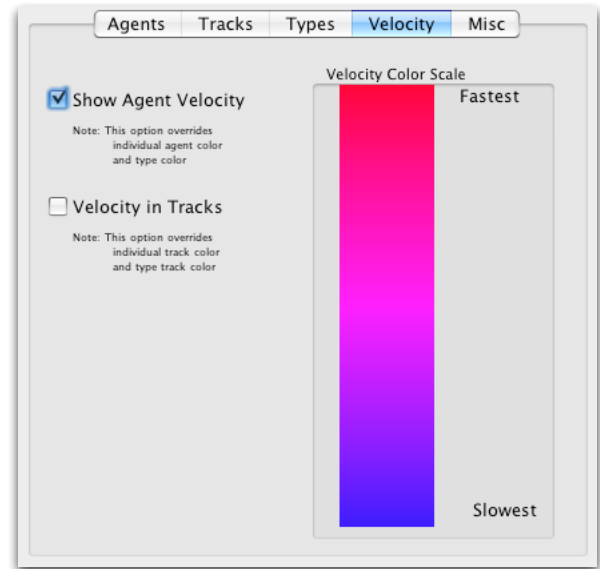 Agents Tracks Types Velocity Misc
Show Agent Velocity
Note: This option overrides
individual agent color
and type color
Velocity in Tracks
Note: This option overrides
individual track color
and type track color
Velocity Color Scale
Fastest
Slowest